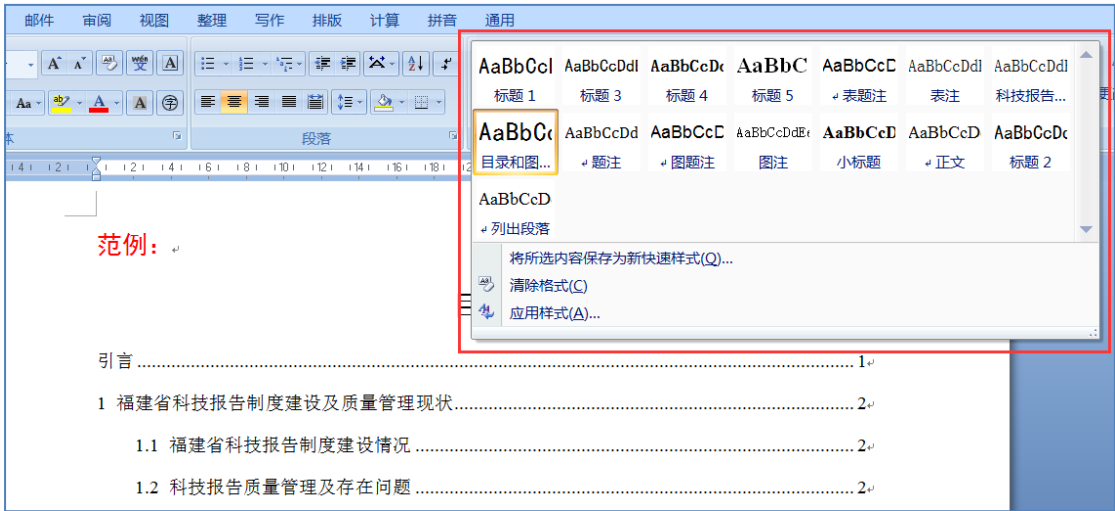 邮件 审阅 视图 整理 写作 排版 计算 拼音 通用
AaBbCcI AaBbCcDdI AaBbCcDc AaBbC AaBbCcD AaBbCcDdI AaBbCcDdI
标题 1 标题 3 标题 4 标题 5 ↲表题注 表注 科技报告...
AaBbCc AaBbCcDd AaBbCcD AaBbCcDdE AaBbCcD AaBbCcD AaBbCcDc
目录和图... ↲题注 ↲图题注 图注 小标题 ↲正文 标题 2
AaBbCcD
↲列出段落
段落
将所选内容保存为新快速样式(Q)...
清除格式(C)
应用样式(A)...
范例：
引言 1
1 福建省科技报告制度建设及质量管理现状 2
1.1 福建省科技报告制度建设情况 2
1.2 科技报告质量管理及存在问题 2